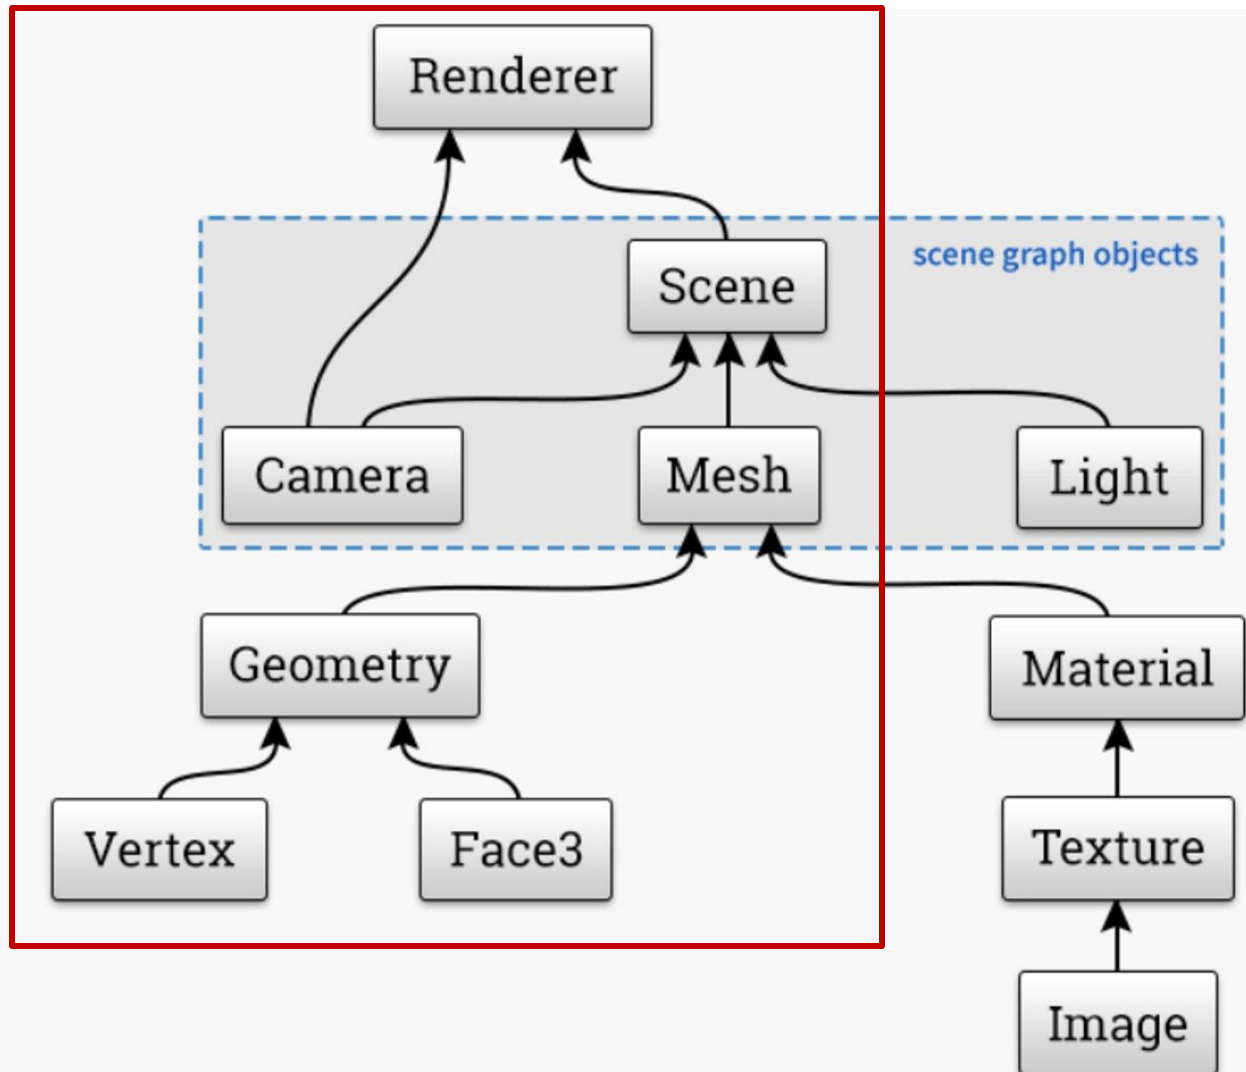 Renderer
scene graph objects
Scene
Camera
Mesh
Light
Geometry
Material
Vertex
Face3
Texture
Image